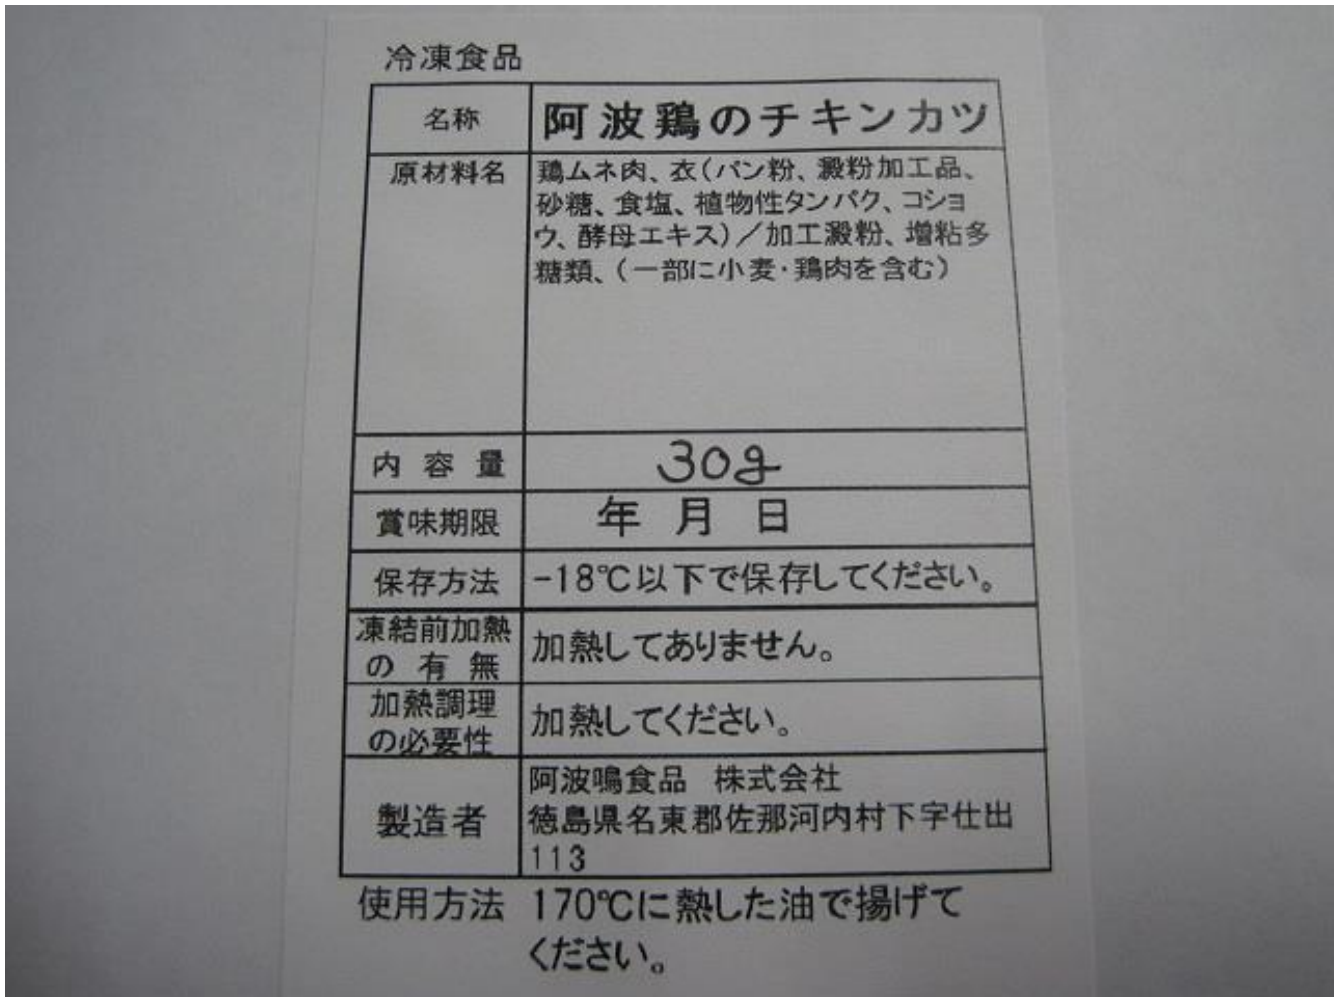 冷凍食品
名称 阿波鶏のチキンカツ
原材料名 鶏ムネ肉、衣(パン粉、澱粉加工品、
砂糖、食塩、植物性タンパク、コショ
ウ、酵母エキス)/加工澱粉、増粘多
糖類、(一部に小麦・鶏肉を含む)
内容量 30g
賞味期限 年 月 日
保存方法 -18℃以下で保存してください。
凍結前加熱
の有無 加熱してありません。
加熱調理
の必要性 加熱してください。
製造者 阿波鳴食品 株式会社
徳島県名東郡佐那河内村下字仕出
113
使用方法 170℃に熱した油で揚げて
ください。